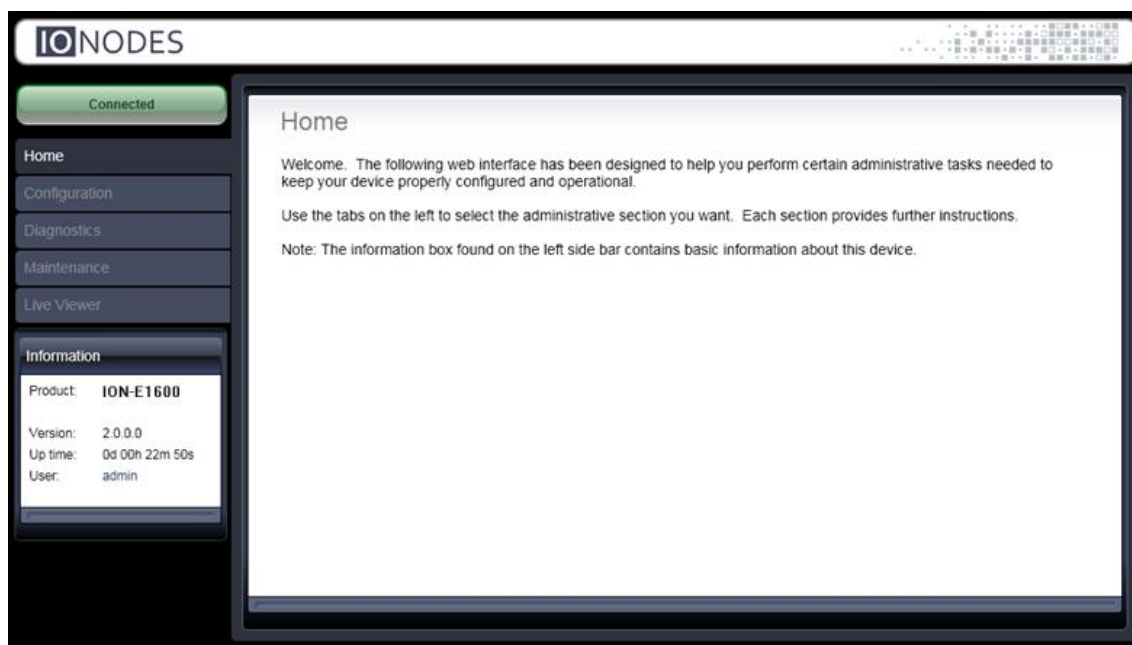 IONODES
Connected
Home
Configuration
Diagnostics
Maintenance
Live Viewer
Information
Product: ION-E1600
Version: 2.0.0.0
Up time: 0d 00h 22m 50s
User: admin
Home
Welcome. The following web interface has been designed to help you perform certain administrative tasks needed to
keep your device properly configured and operational.
Use the tabs on the left to select the administrative section you want. Each section provides further instructions.
Note: The information box found on the left side bar contains basic information about this device.